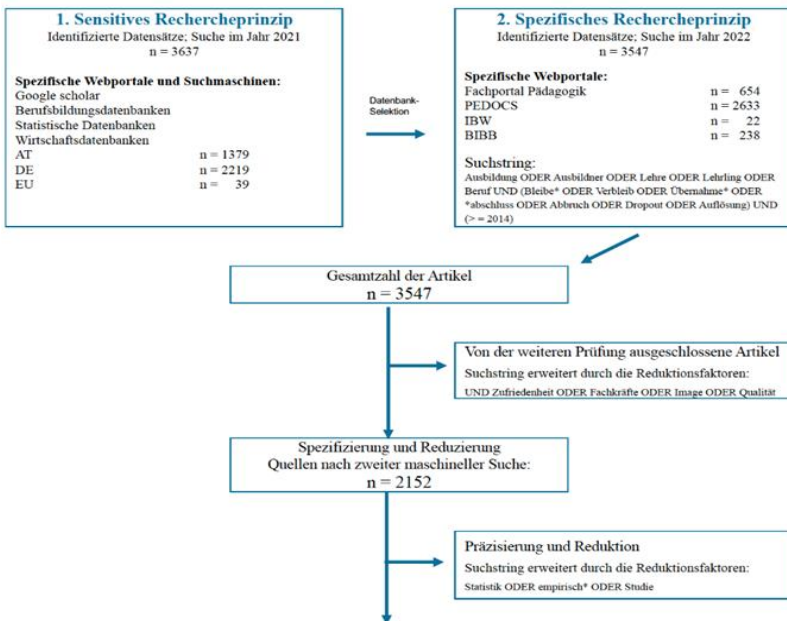 1. Sensitives Rechercheprinzip
Identifizierte Datensätze; Suche im Jahr 2021
n = 3637
Spezifische Webportale und Suchmaschinen:
Google scholar
Berufsbildungsdatenbanken
Statistische Datenbanken
Wirtschaftsdatenbanken
AT n = 1379
DE n = 2219
EU n = 39
Datenbank-
Selektion
2. Spezifisches Rechercheprinzip
Identifizierte Datensätze; Suche im Jahr 2022
n = 3547
Spezifische Webportale:
Fachportal Pädagogik n = 654
PEDOCS n = 2633
IBW n = 22
BIBB n = 238
Suchstring:
Ausbildung ODER Ausbildner ODER Lehre ODER Lehrling ODER
Beruf UND (Bleibe* ODER Verbleib ODER Übernahme* ODER
*abschluss ODER Abbruch ODER Dropout ODER Auflösung) UND
(> = 2014)
Gesamtzahl der Artikel
n = 3547
Von der weiteren Prüfung ausgeschlossene Artikel
Suchstring erweitert durch die Reduktionsfaktoren:
UND Zufriedenheit ODER Fachkräfte ODER Image ODER Qualität
Spezifizierung und Reduzierung
Quellen nach zweiter maschineller Suche:
n = 2152
Präzisierung und Reduktion
Suchstring erweitert durch die Reduktionsfaktoren:
Statistik ODER empirisch* ODER Studie